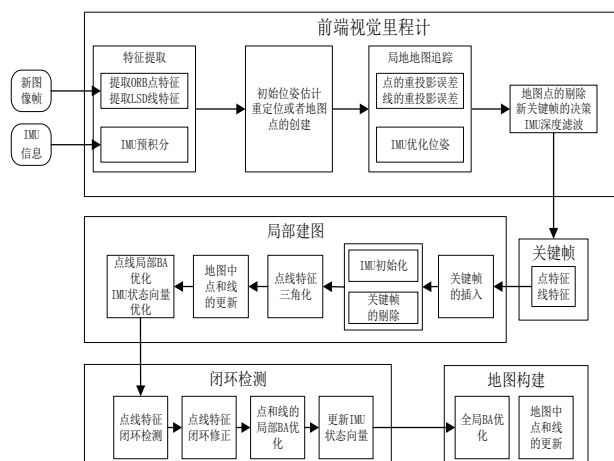 前端视觉里程计
新图
像帧
IMU
信息
特征提取
提取ORB点特征
提取LSD线特征
IMU预积分
初始位姿估计
重定位或者地图
点的创建
局地地图追踪
点的重投影误差
线的重投影误差
IMU优化位姿
地图点的剔除
新关键帧的决策
IMU深度滤波
关键帧
点特征
线特征
局部建图
关键帧
的插入
IMU初始化
关键帧
的剔除
点线特征
三角化
地图中
点和线
的更新
点线局部BA
优化
IMU状态向量
优化
闭环检测
点线特征
闭环检测
点线特征
闭环修正
点和线的
局部BA优
化
更新IMU
状态向量
地图构建
全局BA优
化
地图中
点和线
的更新